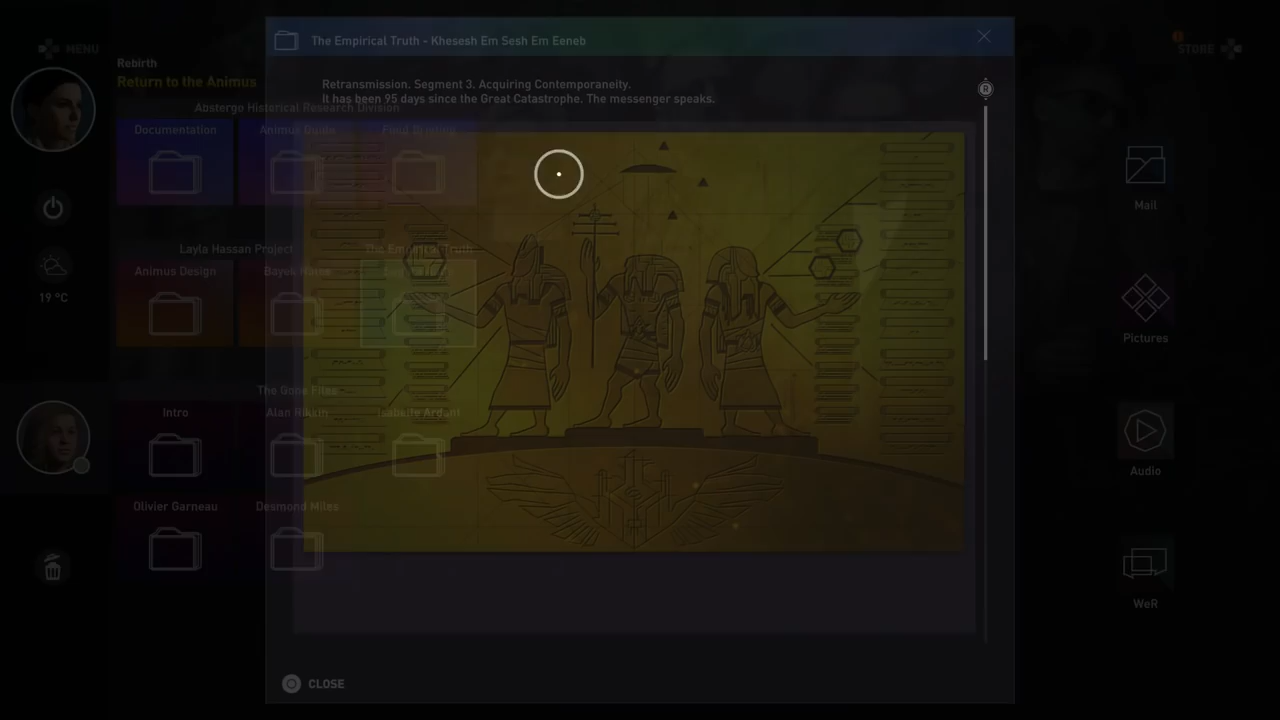 The Empirical Truth - Khesesh Em Sesh Em Eeneb
MENU
STORE
Rebirth
Return to the Animus
Retransmission. Segment 3. Acquiring Contemporaneity.
It has been 95 days since the Great Catastrophe. The messenger speaks.
Abstergo Historical Research Division
Documentation
Animus Guide
Final Briefing
Mail
Layla Hassan Project
The Empirical Truth
Animus Design
Bayek House
19 °C
Pictures
The Gone Files
Intro
Alan Rikkin
Isabelle Ardant
Audio
Olivier Garneau
Desmond Miles
WeR
CLOSE
R